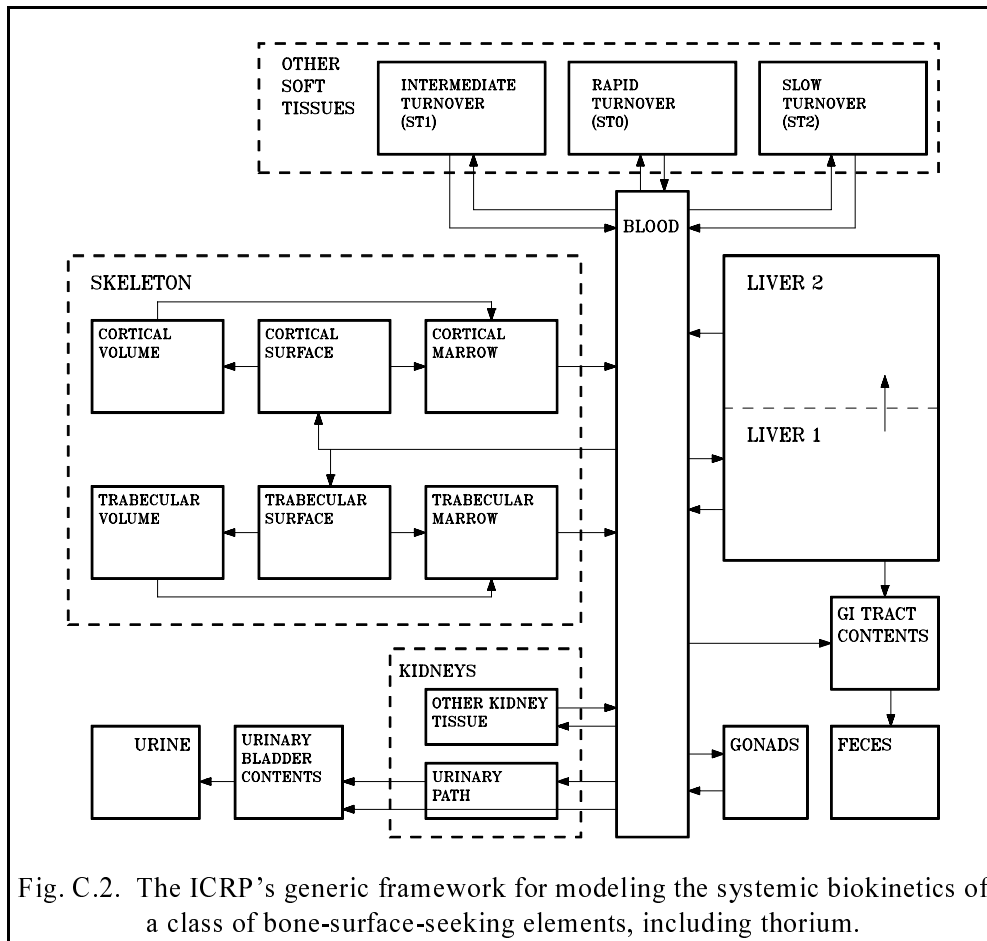 OTHER
SOFT
TISSUES
INTERMEDIATE
TURNOVER
(ST1)
RAPID
TURNOVER
(ST0)
SLOW
TURNOVER
(ST2)
BLOOD
SKELETON
CORTICAL
VOLUME
CORTICAL
SURFACE
CORTICAL
MARROW
TRABECULAR
VOLUME
TRABECULAR
SURFACE
TRABECULAR
MARROW
LIVER 2
LIVER 1
GI TRACT
CONTENTS
KIDNEYS
OTHER KIDNEY
TISSUE
URINARY
PATH
URINE
URINARY
BLADDER
CONTENTS
GONADS
FECES
Fig. C.2. The ICRP's generic framework for modeling the systemic biokinetics of
a class of bone-surface-seeking elements, including thorium.